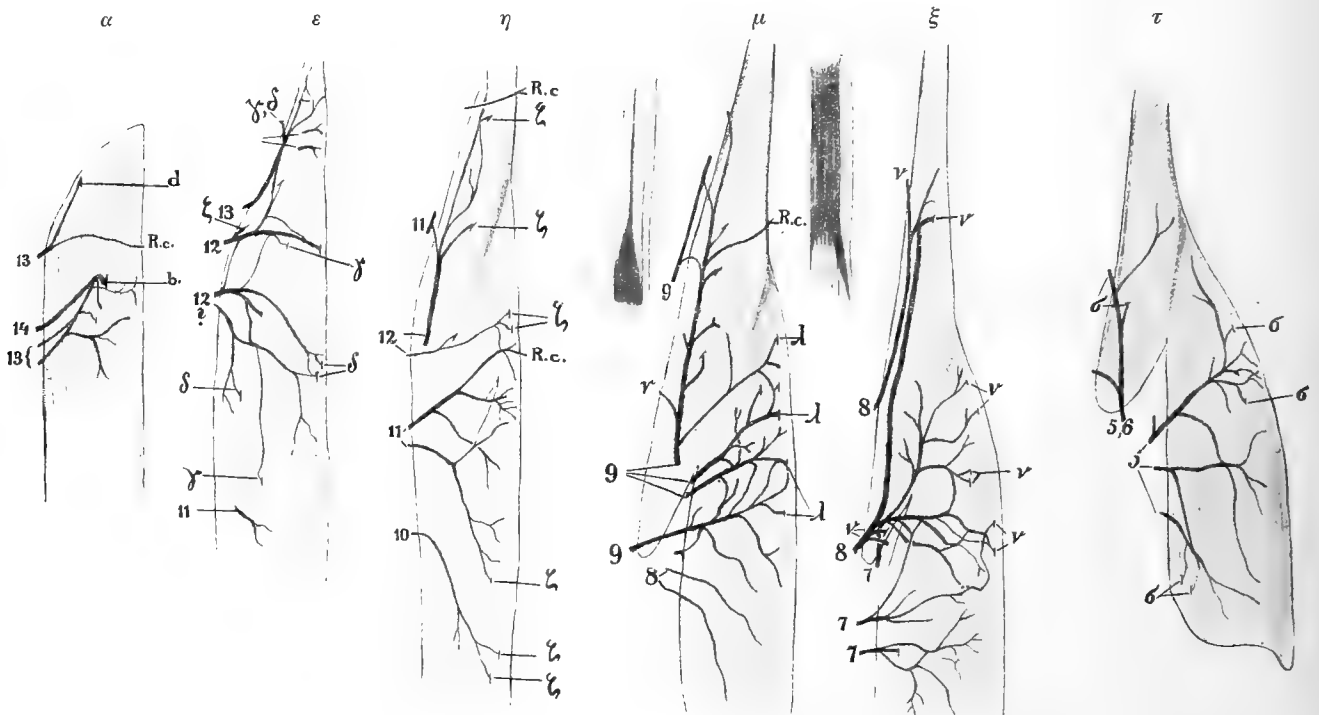 α ε η μ ξ τ
d
13
R.c.
b.
14
13{
γ, δ
ξ
13
12
γ
12
i
δ
δ
γ
11
R.c
ζ
11
ζ
12
ζ
R.c.
11
10
ζ
ζ
ζ
9
R.c.
λ
ν
λ
9
λ
9
8
ν
ν
8
ν
ν
ν
ν
8
7
7
7
σ
σ
σ
5,6
5
σ